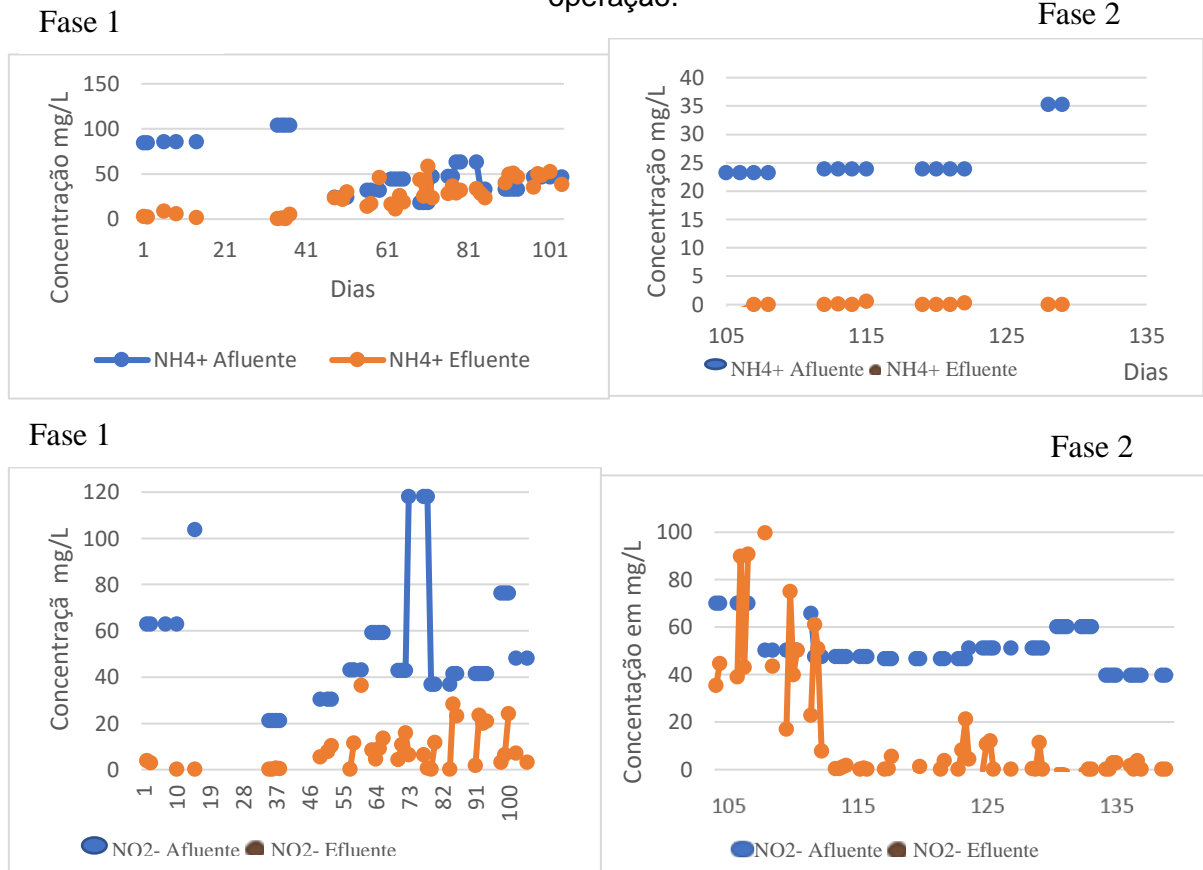 operação.
Fase 1
Fase 2
Concentração mg/L
150
100
50
0
1 21 41 61 81 101
Dias
NH4+ Afluente NH4+ Efluente
Concentração mg/L
40
35
30
25
20
15
10
5
0
105 115 125 135
NH4+ Afluente NH4+ Efluente
Dias
Fase 1
Fase 2
Concentraçã mg/L
120
100
80
60
40
20
0
1 10 19 28 37 46 55 64 73 82 91 100
NO2- Afluente NO2- Efluente
Concentação em mg/L
100
80
60
40
20
0
105 115 125 135
NO2- Afluente NO2- Efluente